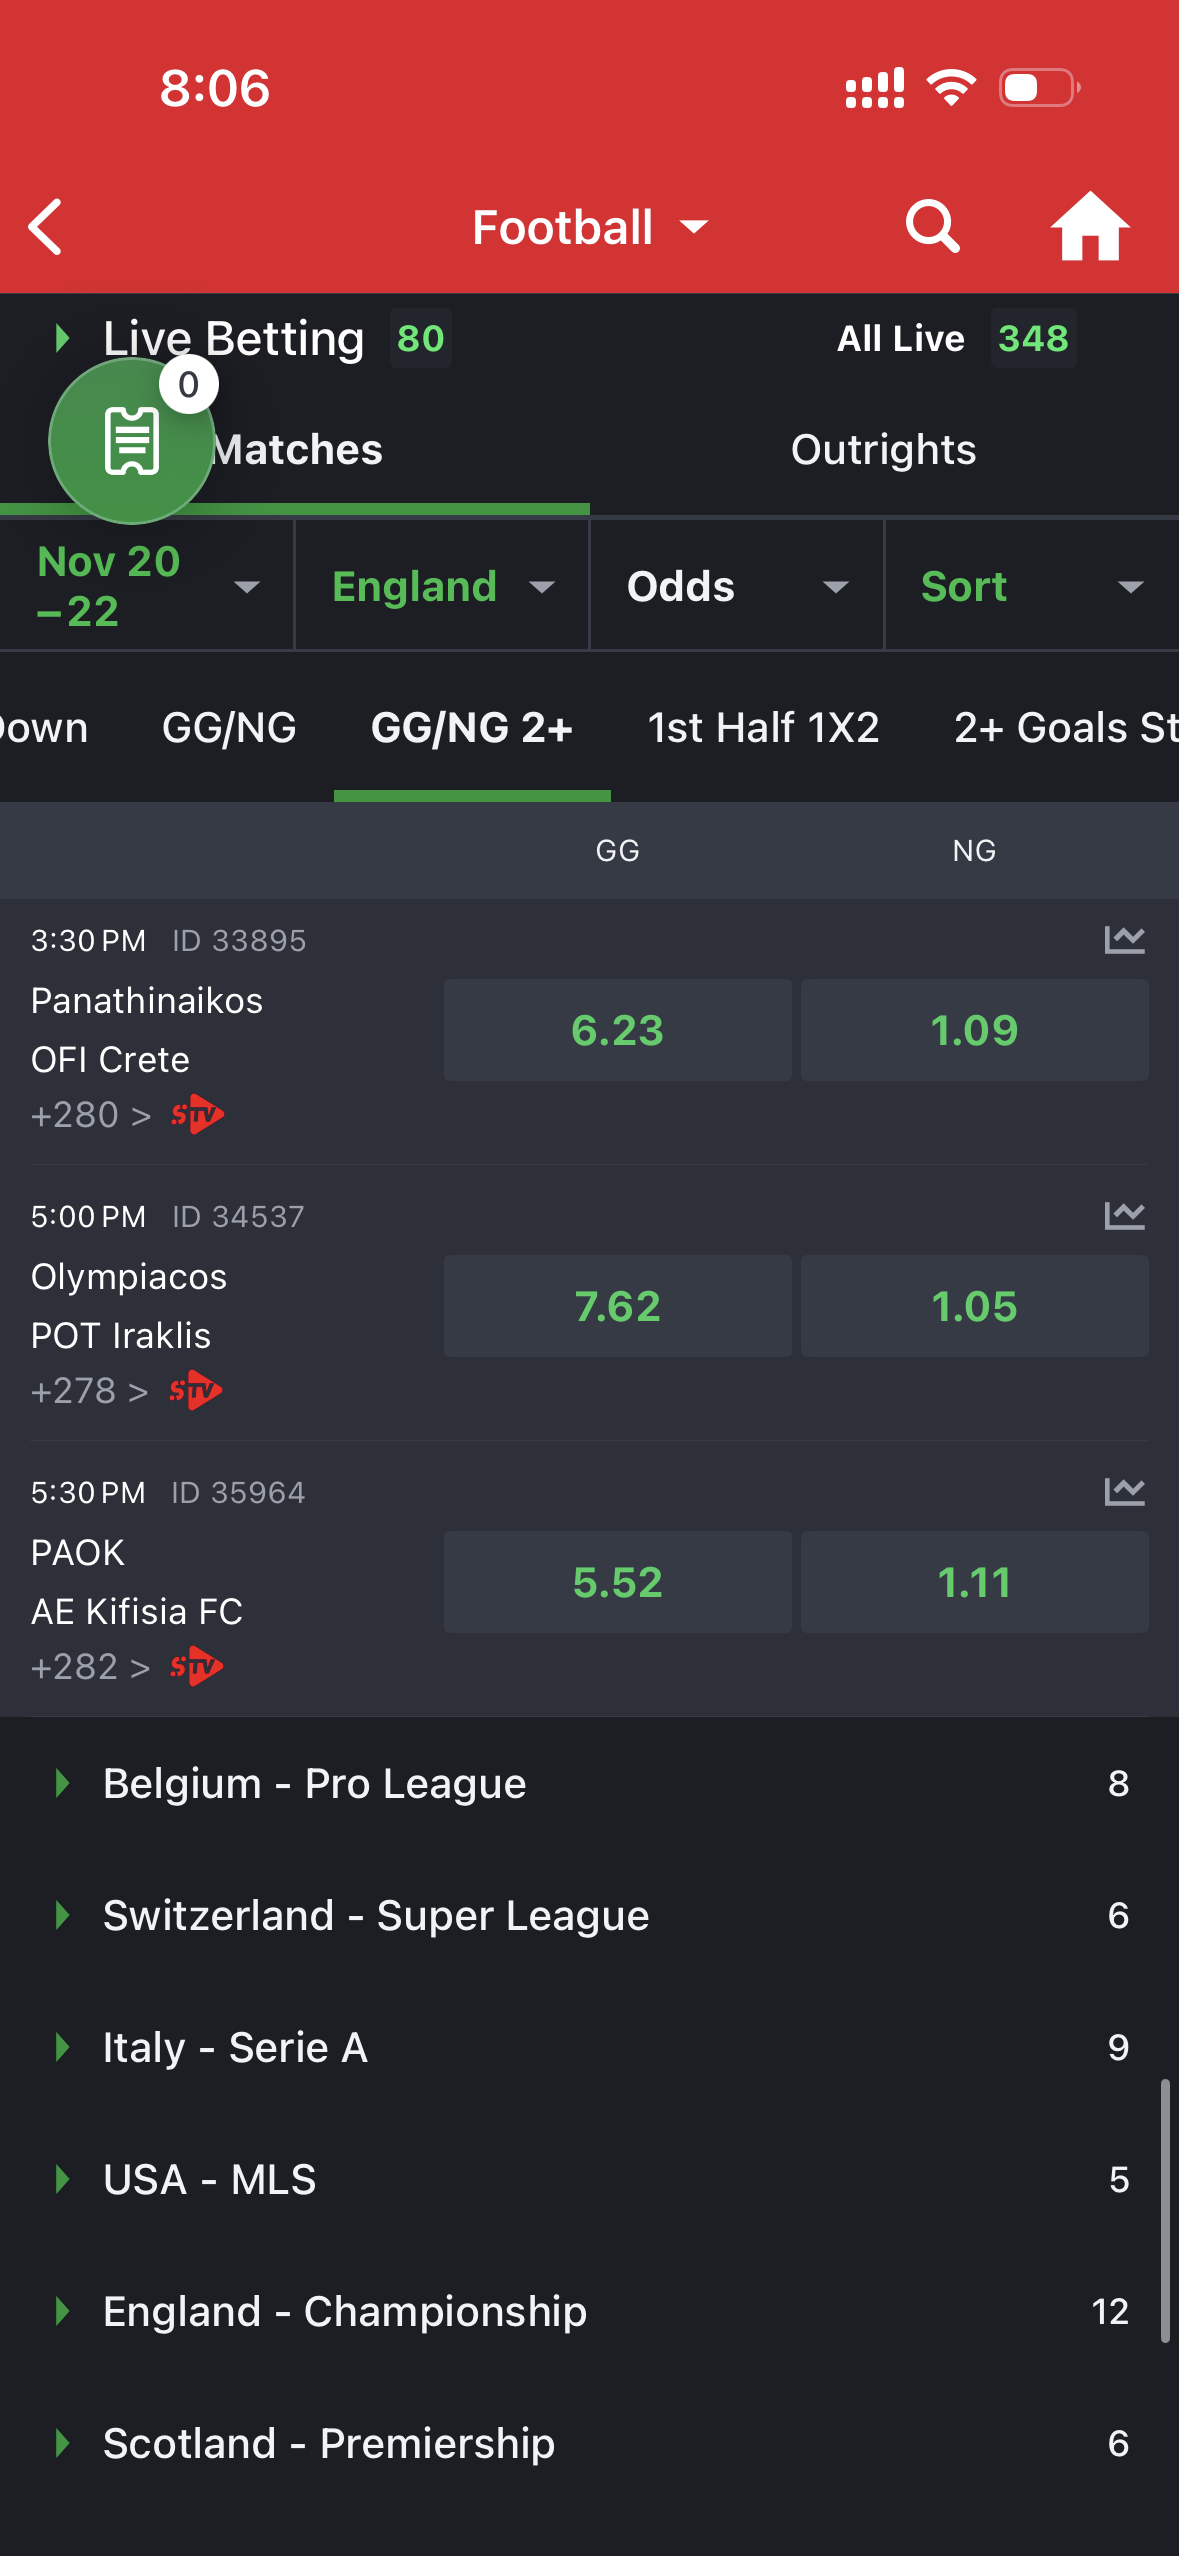 8:06
Football
Live Betting 80 All Live 348
0
Matches Outrights
Nov 20
–22
England Odds Sort
Down GG/NG GG/NG 2+ 1st Half 1X2 2+ Goals St
GG NG
3:30 PM ID 33895
Panathinaikos 6.23 1.09
OFI Crete
+280 > STV
5:00 PM ID 34537
Olympiacos 7.62 1.05
POT Iraklis
+278 > STV
5:30 PM ID 35964
PAOK 5.52 1.11
AE Kifisia FC
+282 > STV
Belgium - Pro League 8
Switzerland - Super League 6
Italy - Serie A 9
USA - MLS 5
England - Championship 12
Scotland - Premiership 6